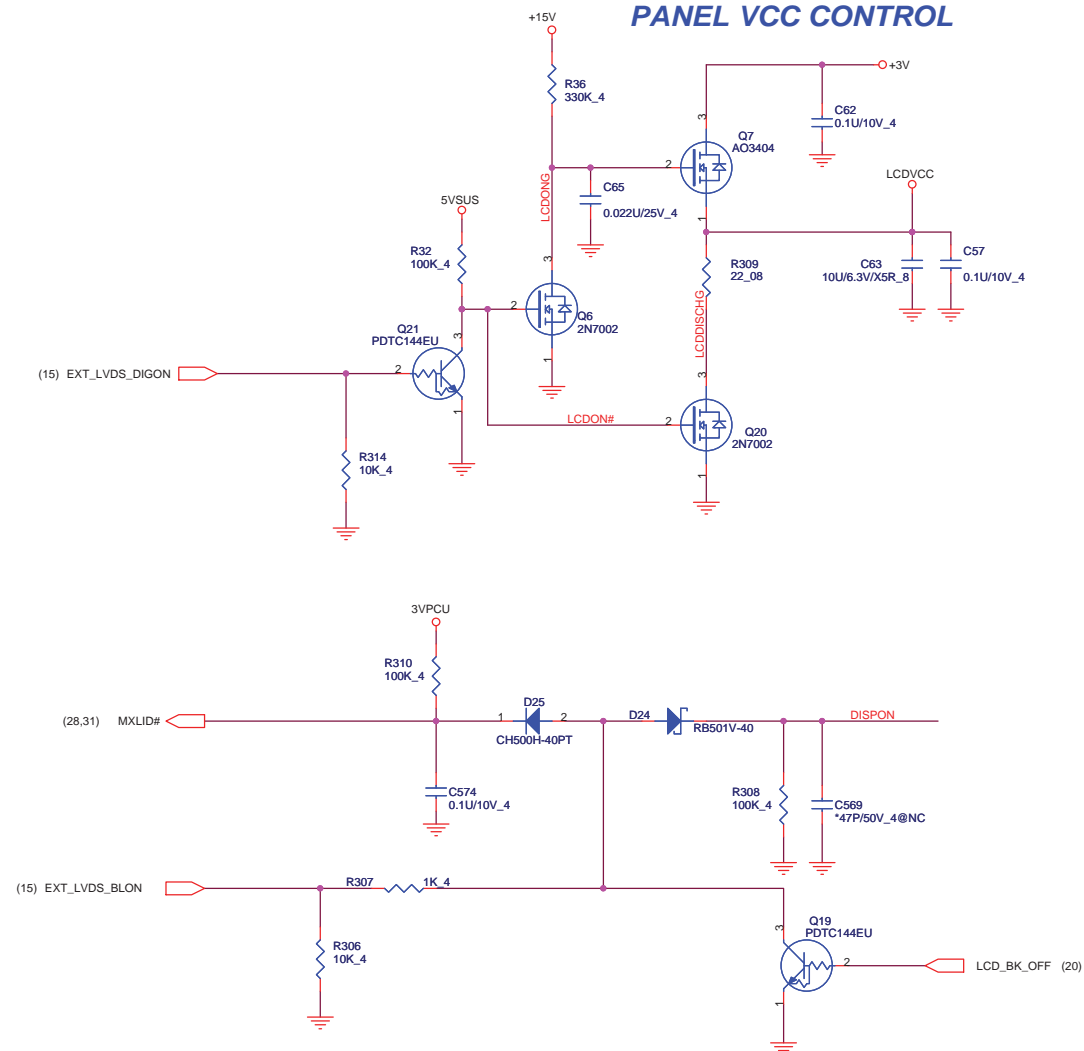 PANEL VCC CONTROL
+15V
R36
330K_4
+3V
C62
0.1U/10V_4
3
Q7
AO3404
2
1
LCDONG
C65
0.022U/25V_4
LCDVCC
5VSUS
R32
100K_4
3
2
Q6
2N7002
1
R309
22_08
C63
10U/6.3V/X5R_8
C57
0.1U/10V_4
LCDDISCHG
Q21
PDTC144EU
3
2
1
(15) EXT_LVDS_DIGON
LCDON#
3
2
Q20
2N7002
1
R314
10K_4
3VPCU
R310
100K_4
(28,31) MXLID#
1
D25
2
CH500H-40PT
D24
RB501V-40
DISPON
C574
0.1U/10V_4
R308
100K_4
C569
*47P/50V_4@NC
(15) EXT_LVDS_BLON
R307
1K_4
R306
10K_4
Q19
PDTC144EU
3
2
1
LCD_BK_OFF (20)